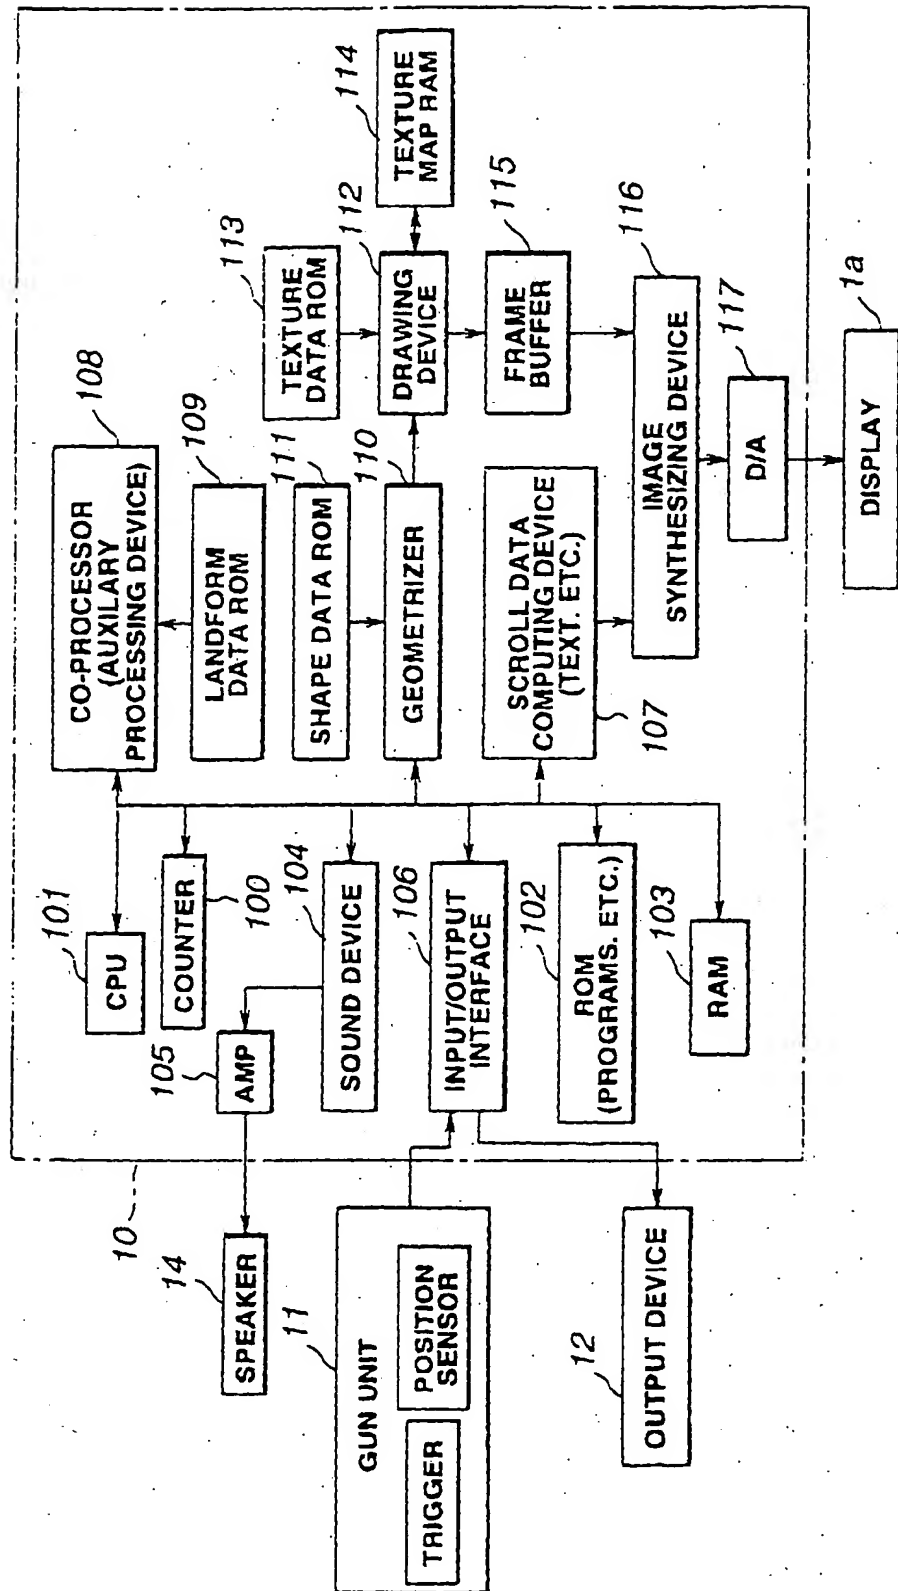 10
SPEAKER
14
GUN UNIT
11
TRIGGER
POSITION
SENSOR
OUTPUT DEVICE
12
CPU
101
COUNTER
100
AMP
105
SOUND DEVICE
104
INPUT/OUTPUT
INTERFACE
106
ROM
(PROGRAMS. ETC.)
102
RAM
103
CO-PROCESSOR
(AUXILARY
PROCESSING DEVICE)
108
LANDFORM
DATA ROM
109
SHAPE DATA ROM
111
GEOMETRIZER
110
SCROLL DATA
COMPUTING DEVICE
(TEXT. ETC.)
107
TEXTURE
DATA ROM
113
DRAWING
DEVICE
112
TEXTURE
MAP RAM
114
FRAME
BUFFER
115
IMAGE
SYNTHESIZING DEVICE
116
D/A
117
DISPLAY
1a